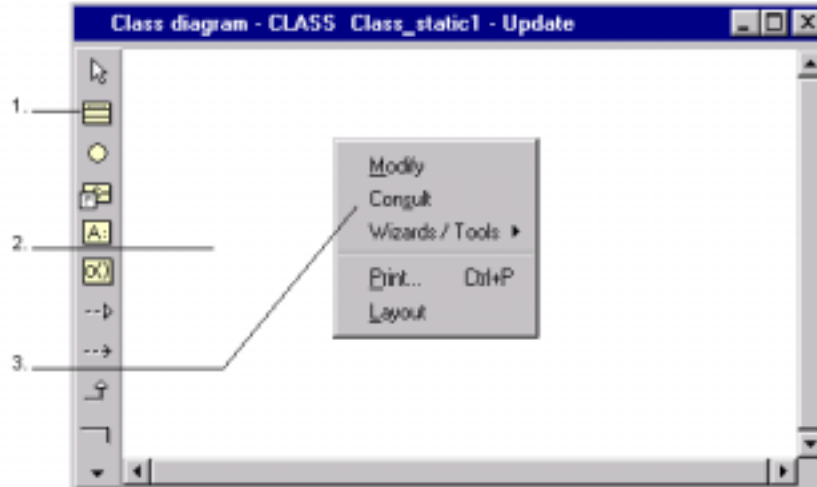 Class diagram - CLASS Class_static1 - Update
1.
Modify
Consult
A:
2.
Wizards / Tools
o()
Print... Ctrl+P
Layout
3.